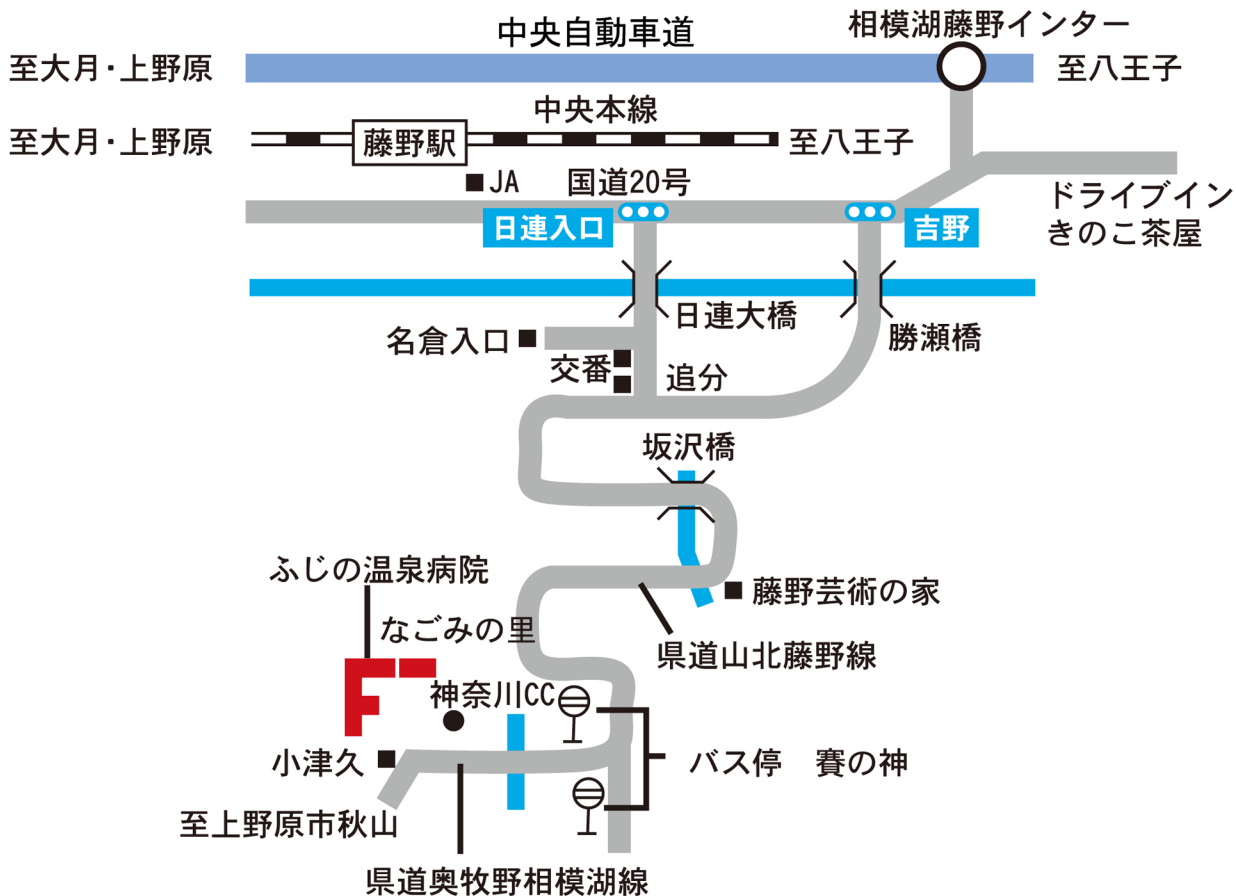 中央自動車道
相模湖藤野インター
至大月・上野原
至八王子
中央本線
至大月・上野原
藤野駅
至八王子
JA
国道20号
ドライブイン
きのこ茶屋
日連入口
吉野
日連大橋
勝瀬橋
名倉入口
交番
追分
坂沢橋
ふじの温泉病院
藤野芸術の家
なごみの里
県道山北藤野線
神奈川CC
小津久
バス停　賽の神
至上野原市秋山
県道奥牧野相模湖線